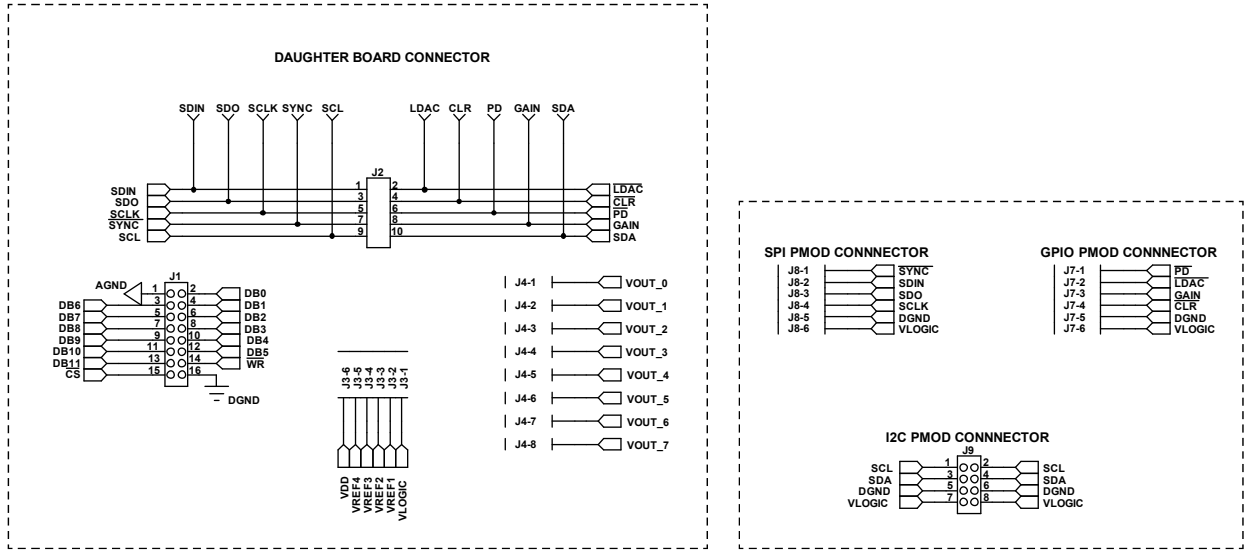 DAUGHTER BOARD CONNECTOR
SDIN SDO SCLK SYNC SCL LDAC CLR PD GAIN SDA
J2
SDIN 1 2 LDAC
SDO 3 4 CLR
SCLK 5 6 PD
SYNC 7 8 GAIN
SCL 9 10 SDA
J1
AGND 1 2 DB0
DB6 3 4 DB1
DB7 5 6 DB2
DB8 7 8 DB3
DB9 9 10 DB4
DB10 11 12 DB5
DB11 13 14 WR
CS 15 16
DGND
J3-6 J3-5 J3-4 J3-3 J3-2 J3-1
VDD VREF4 VREF3 VREF2 VREF1 VLOGIC
J4-1 VOUT_0
J4-2 VOUT_1
J4-3 VOUT_2
J4-4 VOUT_3
J4-5 VOUT_4
J4-6 VOUT_5
J4-7 VOUT_6
J4-8 VOUT_7
SPI PMOD CONNNECTOR
J8-1 SYNC
J8-2 SDIN
J8-3 SDO
J8-4 SCLK
J8-5 DGND
J8-6 VLOGIC
GPIO PMOD CONNNECTOR
J7-1 PD
J7-2 LDAC
J7-3 GAIN
J7-4 CLR
J7-5 DGND
J7-6 VLOGIC
I2C PMOD CONNNECTOR
J9
SCL 1 2 SCL
SDA 3 4 SDA
DGND 5 6 DGND
VLOGIC 7 8 VLOGIC